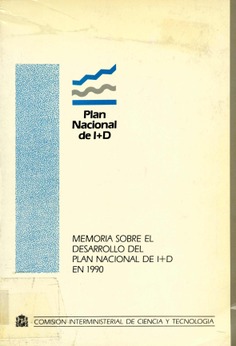 Plan
Nacional
de I+D
MEMORIA SOBRE EL
DESARROLLO DEL
PLAN NACIONAL DE I+D
EN 1990
COMISION INTERMINISTERIAL DE CIENCIA Y TECNOLOGIA